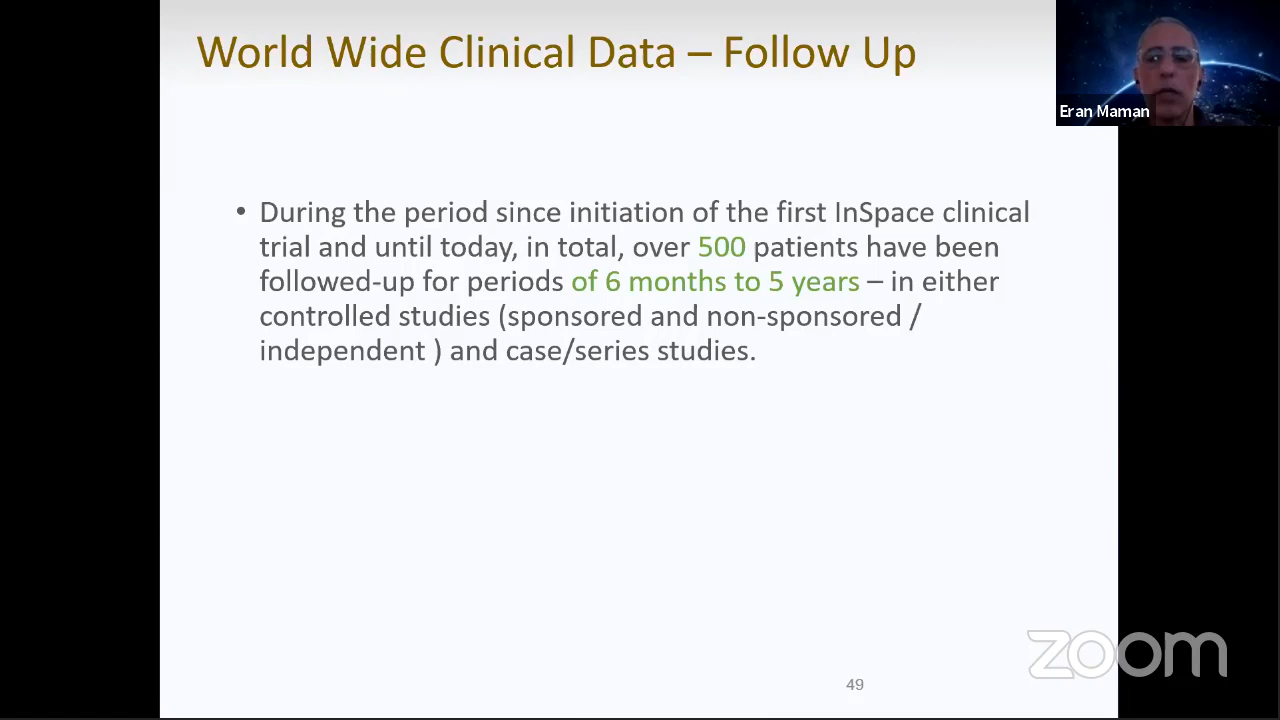 World Wide Clinical Data – Follow Up
Eran Maman
• During the period since initiation of the first InSpace clinical
trial and until today, in total, over 500 patients have been
followed-up for periods of 6 months to 5 years – in either
controlled studies (sponsored and non-sponsored /
independent ) and case/series studies.
zoom
49